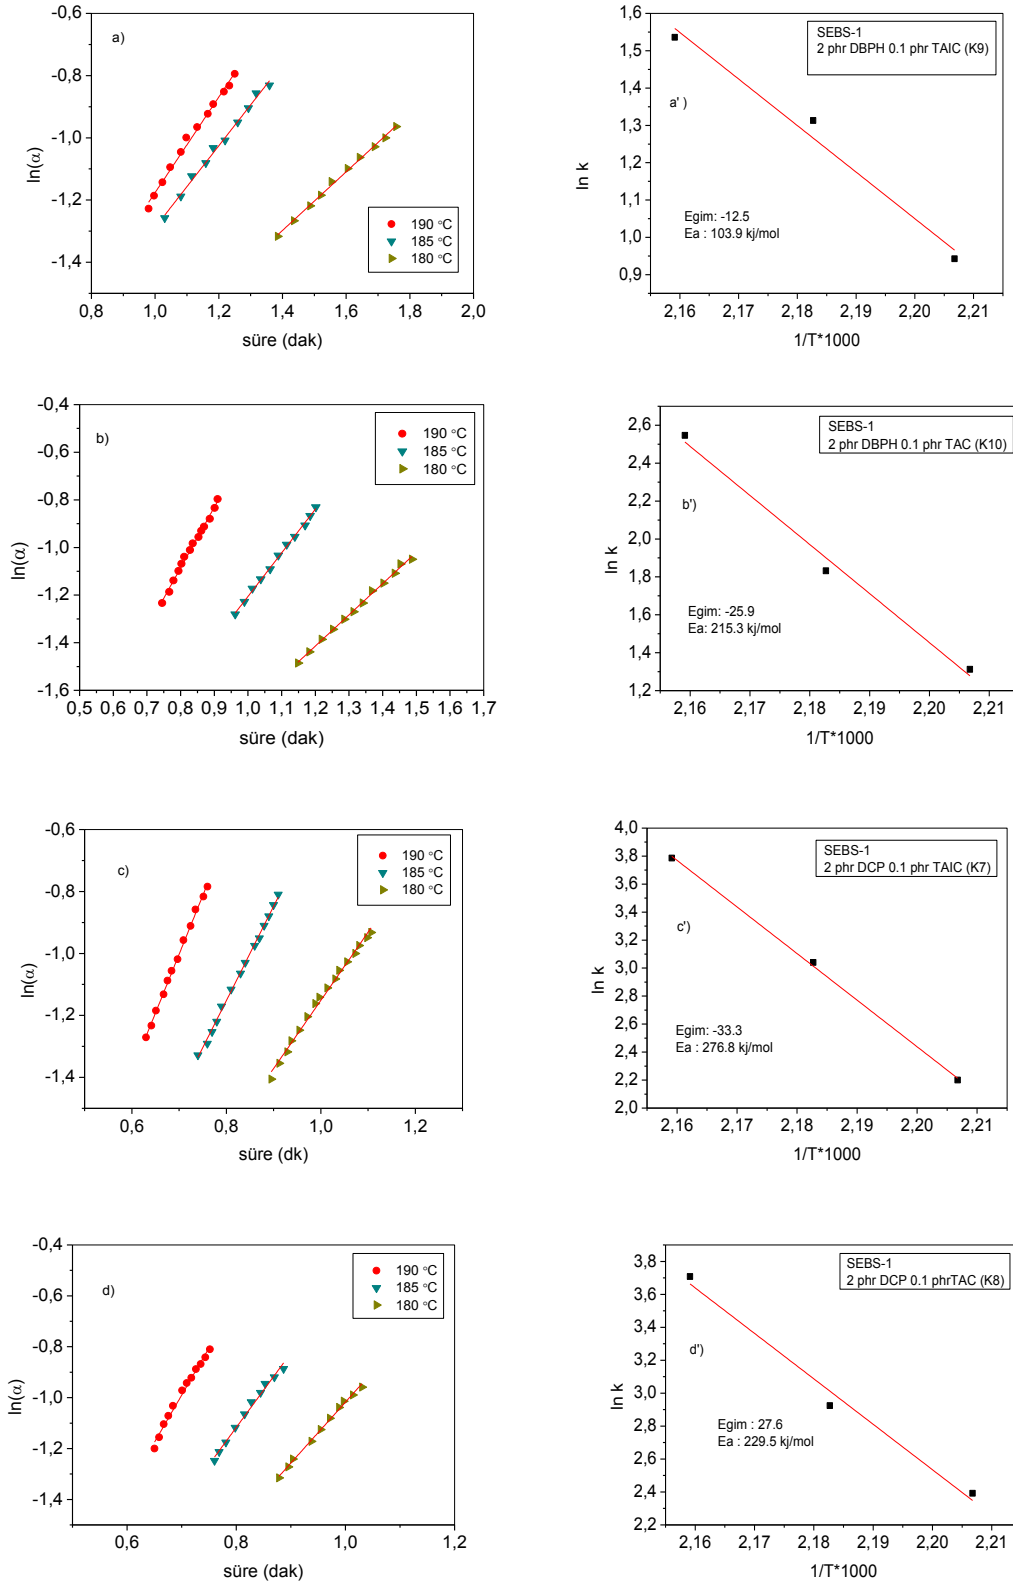 -0,6
-0,8
-1,0
-1,2
-1,4
ln(α)
a)
190 °C
185 °C
180 °C
0,8 1,0 1,2 1,4 1,6 1,8 2,0
süre (dak)
1,6
1,5
1,4
1,3
1,2
1,1
1,0
0,9
ln k
SEBS-1
2 phr DBPH 0.1 phr TAIC (K9)
a' )
Egim: -12.5
Ea : 103.9 kj/mol
2,16 2,17 2,18 2,19 2,20 2,21
1/T*1000
-0,4
-0,6
-0,8
-1,0
-1,2
-1,4
-1,6
ln(α)
b)
190 °C
185 °C
180 °C
0,5 0,6 0,7 0,8 0,9 1,0 1,1 1,2 1,3 1,4 1,5 1,6 1,7
süre (dak)
2,6
2,4
2,2
2,0
1,8
1,6
1,4
1,2
ln k
SEBS-1
2 phr DBPH 0.1 phr TAC (K10)
b')
Egim: -25.9
Ea: 215.3 kj/mol
2,16 2,17 2,18 2,19 2,20 2,21
1/T*1000
-0,6
-0,8
-1,0
-1,2
-1,4
ln(α)
c)
190 °C
185 °C
180 °C
0,6 0,8 1,0 1,2
süre (dk)
4,0
3,8
3,6
3,4
3,2
3,0
2,8
2,6
2,4
2,2
2,0
ln k
SEBS-1
2 phr DCP 0.1 phr TAIC (K7)
c')
Egim: -33.3
Ea : 276.8 kj/mol
2,16 2,17 2,18 2,19 2,20 2,21
1/T*1000
-0,4
-0,6
-0,8
-1,0
-1,2
-1,4
ln(α)
d)
190 °C
185 °C
180 °C
0,6 0,8 1,0 1,2
süre (dak)
3,8
3,6
3,4
3,2
3,0
2,8
2,6
2,4
2,2
ln k
SEBS-1
2 phr DCP 0.1 phrTAC (K8)
d')
Egim : 27.6
Ea : 229.5 kj/mol
2,16 2,17 2,18 2,19 2,20 2,21
1/T*1000